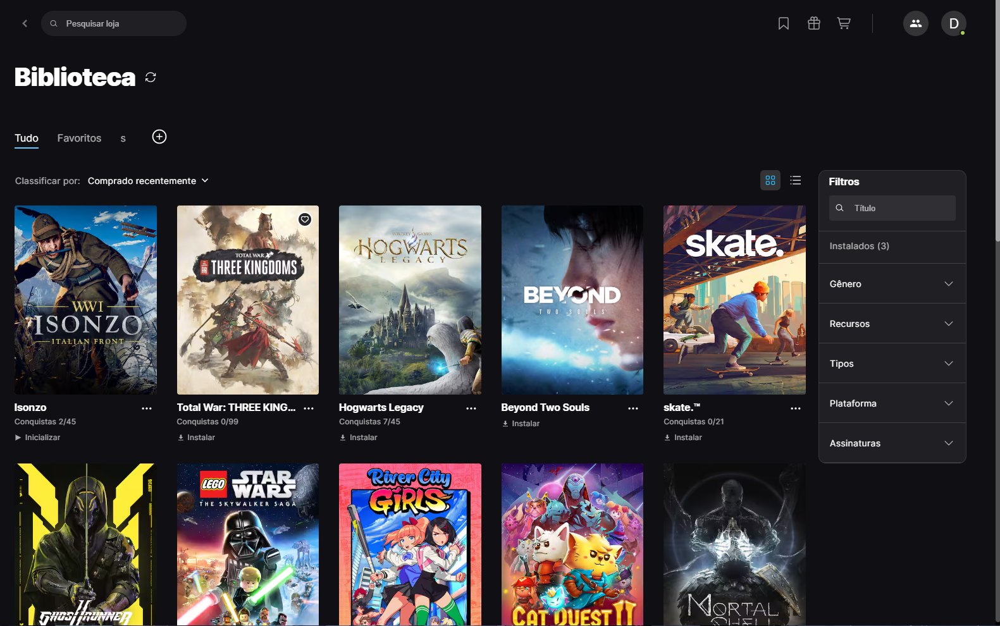 Pesquisar loja
D
Biblioteca
Tudo
Favoritos
s
Classificar por:
Comprado recentemente
Filtros
Título
Instalados (3)
Gênero
Recursos
Tipos
Plataforma
Assinaturas
WWI
ISONZO
ITALIAN FRONT
TOTAL WAR
THREE KINGDOMS
PORTKEY GAMES
HOGWARTS
LEGACY
BEYOND
TWO SOULS
skate.™
Isonzo
Conquistas 2/45
Inicializar
Total War: THREE KING...
Conquistas 0/99
Instalar
Hogwarts Legacy
Conquistas 7/45
Instalar
Beyond Two Souls
Instalar
skate.™
Conquistas 0/21
Instalar
GHOSTRUNNER
LEGO
STAR
WARS
THE SKYWALKER SAGA
River City
GIRLS
CAT QUEST II
MORTAL
SHELL